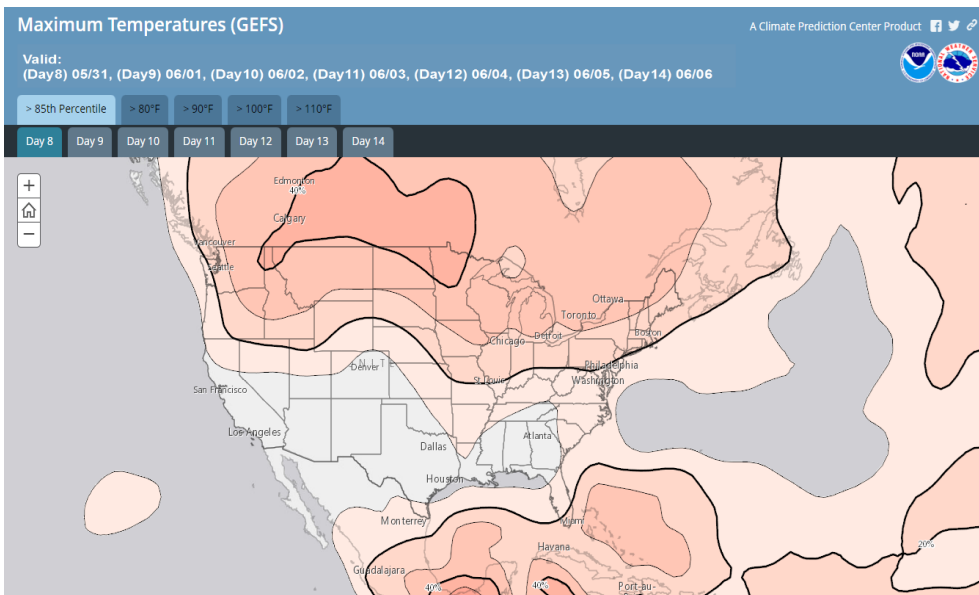 Maximum Temperatures (GEFS)
A Climate Prediction Center Product
Valid:
(Day8) 05/31, (Day9) 06/01, (Day10) 06/02, (Day11) 06/03, (Day12) 06/04, (Day13) 06/05, (Day14) 06/06
> 85th Percentile
> 80°F
> 90°F
> 100°F
> 110°F
Day 8
Day 9
Day 10
Day 11
Day 12
Day 13
Day 14
+
−
Edmonton
40%
Calgary
Vancouver
Seattle
Ottawa
Toronto
Boston
Detroit
Chicago
Denver
Philadelphia
St. Louis
Washington
San Francisco
Los Angeles
Atlanta
Dallas
Houston
Monterrey
Miami
Havana
20%
Guadalajara
40%
40%
Port-au-